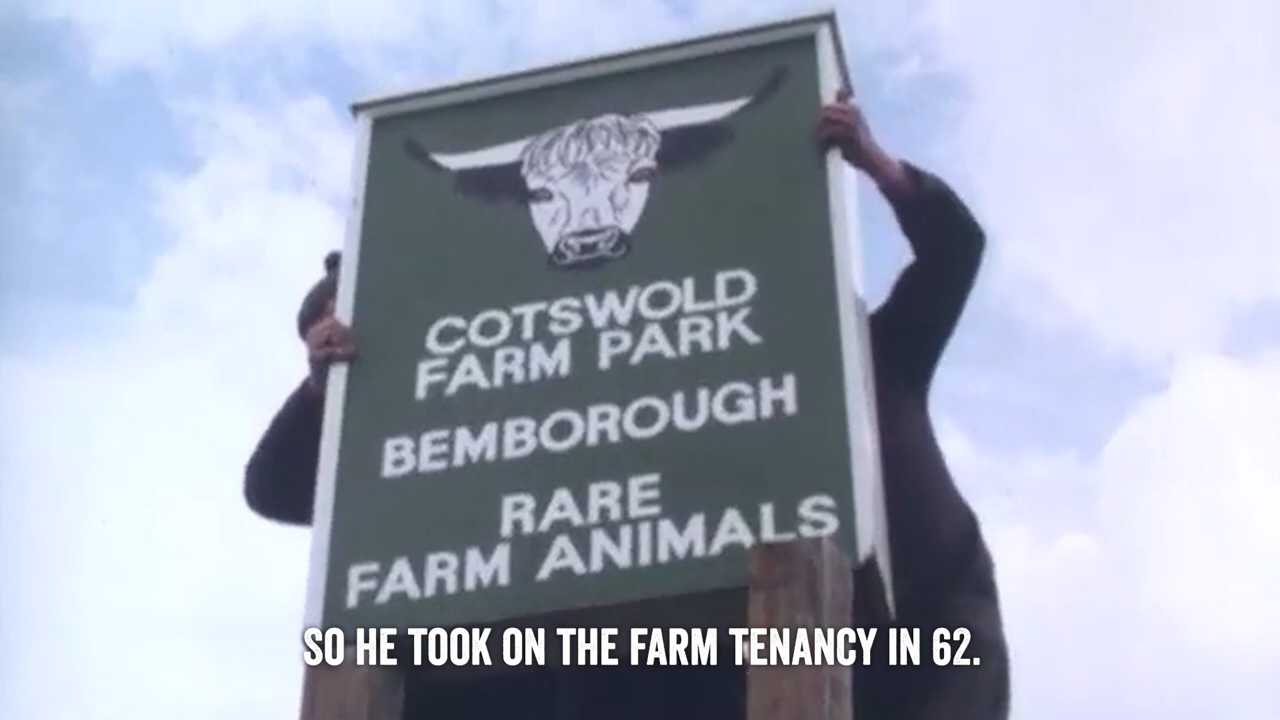 COTSWOLD
FARM PARK
BEMBOROUGH
RARE
FARM ANIMALS
SO HE TOOK ON THE FARM TENANCY IN 62.